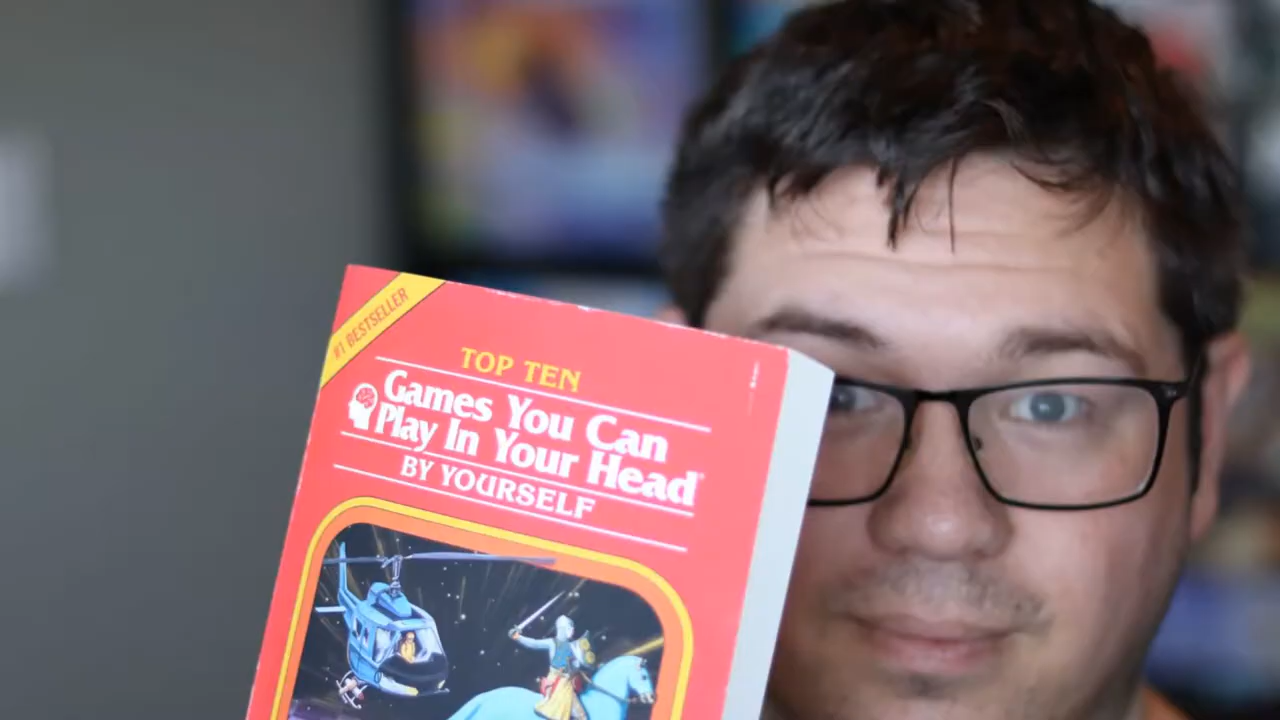 #1 BESTSELLER
TOP TEN
Games You Can
Play In Your Head
BY YOURSELF